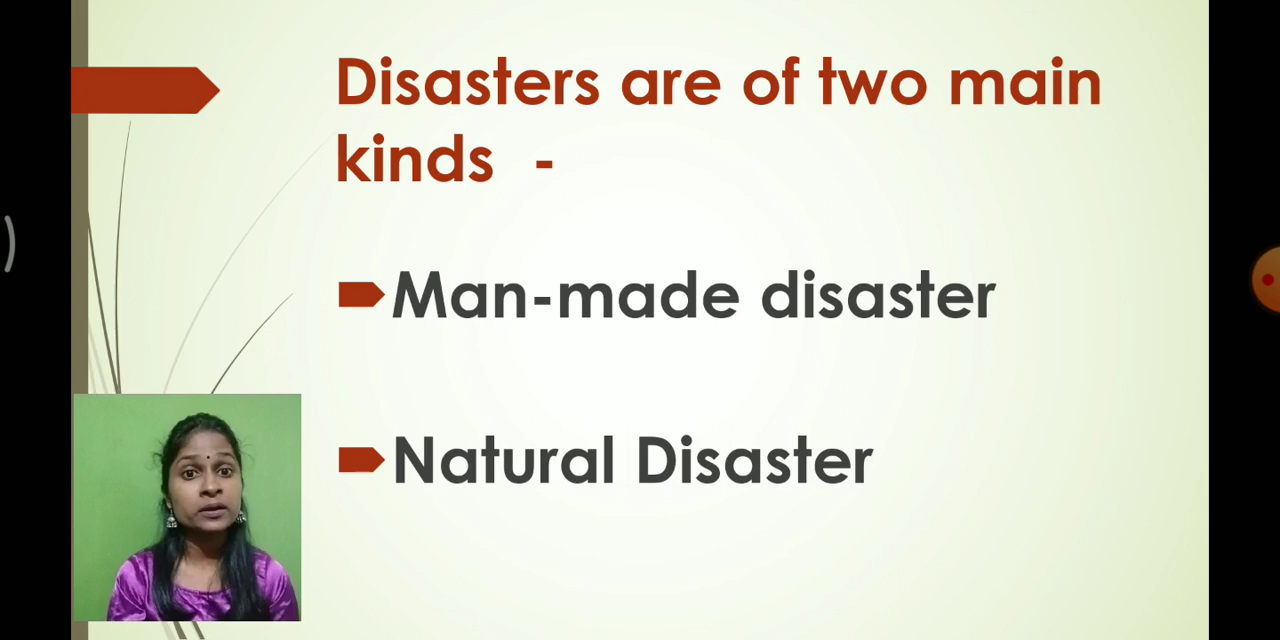 Disasters are of two main
kinds -
Man-made disaster
Natural Disaster